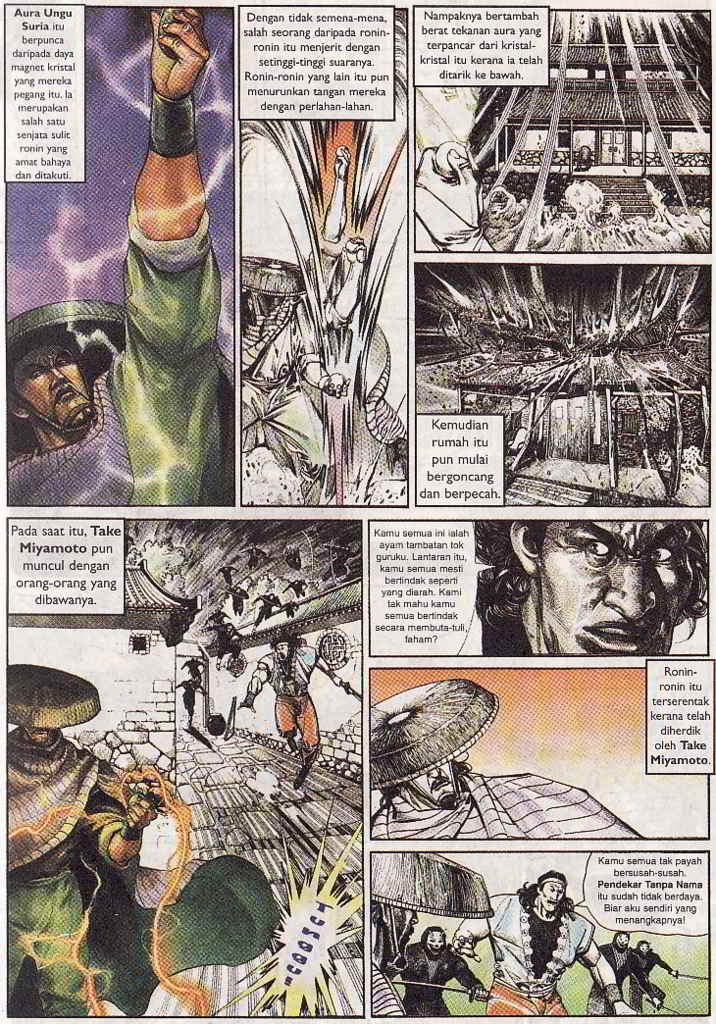 Aura Ungu
Suria itu
berpunca
daripada daya
magnet kristal
yang mereka
pegang itu. Ia
merupakan
salah satu
senjata sulit
ronin yang
amat bahaya
dan ditakuti.
Dengan tidak semena-mena,
salah seorang daripada ronin-
ronin itu menjerit dengan
setinggi-tinggi suaranya.
Ronin-ronin yang lain itu pun
menurunkan tangan mereka
dengan perlahan-lahan.
Nampaknya bertambah
berat tekanan aura yang
terpancar dari kristal-
kristal itu kerana ia telah
ditarik ke bawah.
Kemudian
rumah itu
pun mulai
bergoncang
dan berpecah.
Pada saat itu, Take
Miyamoto pun
muncul dengan
orang-orang yang
dibawanya.
Kamu semua ini ialah
ayam tambatan tok
guruku. Lantaran itu,
kamu semua mesti
bertindak seperti
yang diarah. Kami
tak mahu kamu
semua bertindak
secara membuta-tuli,
faham?
Ronin-
ronin itu
terserentak
kerana telah
diherdik
oleh Take
Miyamoto.
Kamu semua tak payah
bersusah-susah.
Pendekar Tanpa Nama
itu sudah tidak berdaya.
Biar aku sendiri yang
menangkapnya!